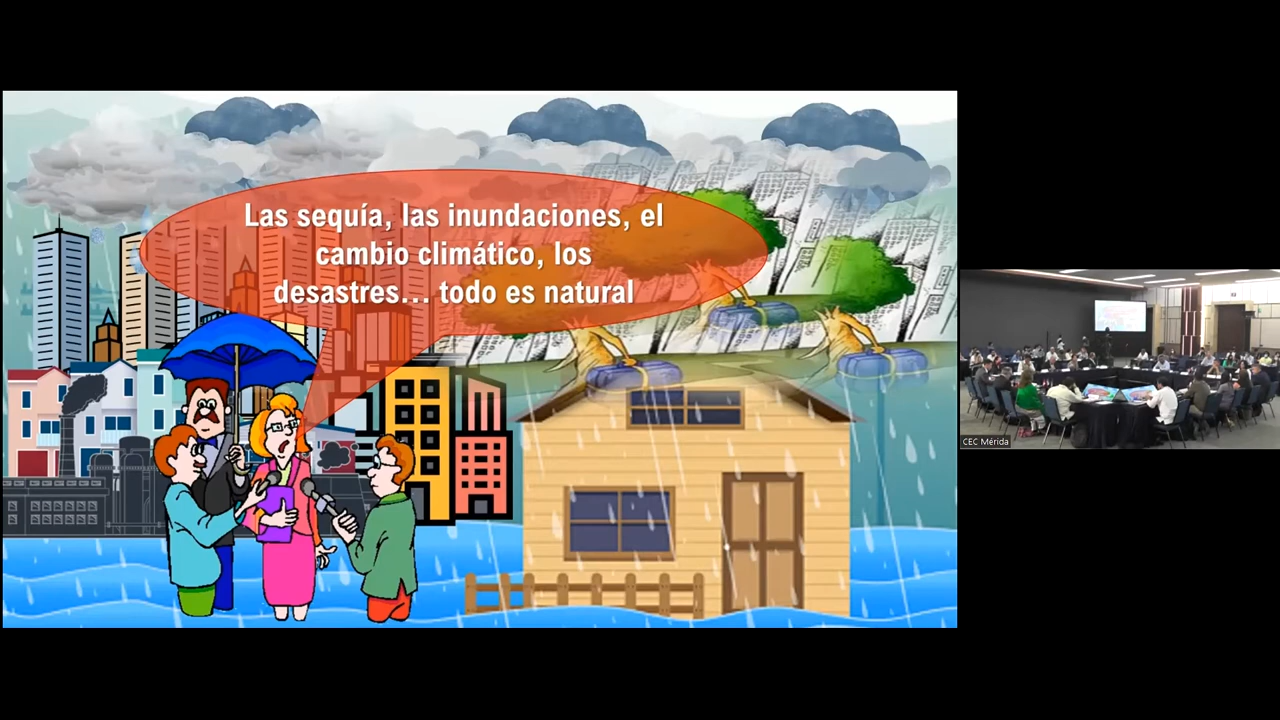 Las sequía, las inundaciones, el
cambio climático, los
desastres... todo es natural
CEC Mérida